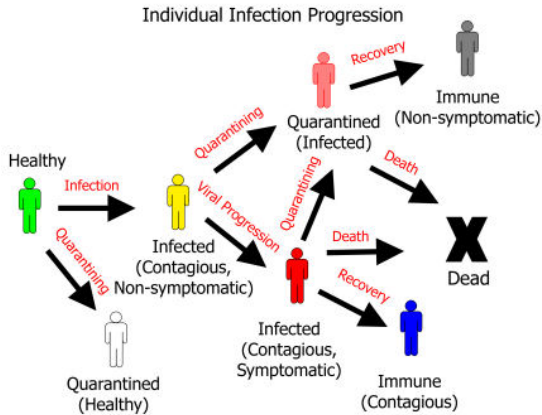 Individual Infection Progression
Recovery
Immune
(Non-symptomatic)
Quarantining
Quarantined
(Infected)
Healthy
Infection
Death
Viral Progression
Quarantining
Quarantining
Infected
(Contagious,
Non-symptomatic)
Death
Dead
Recovery
Infected
(Contagious,
Symptomatic)
Quarantined
(Healthy)
Immune
(Contagious)